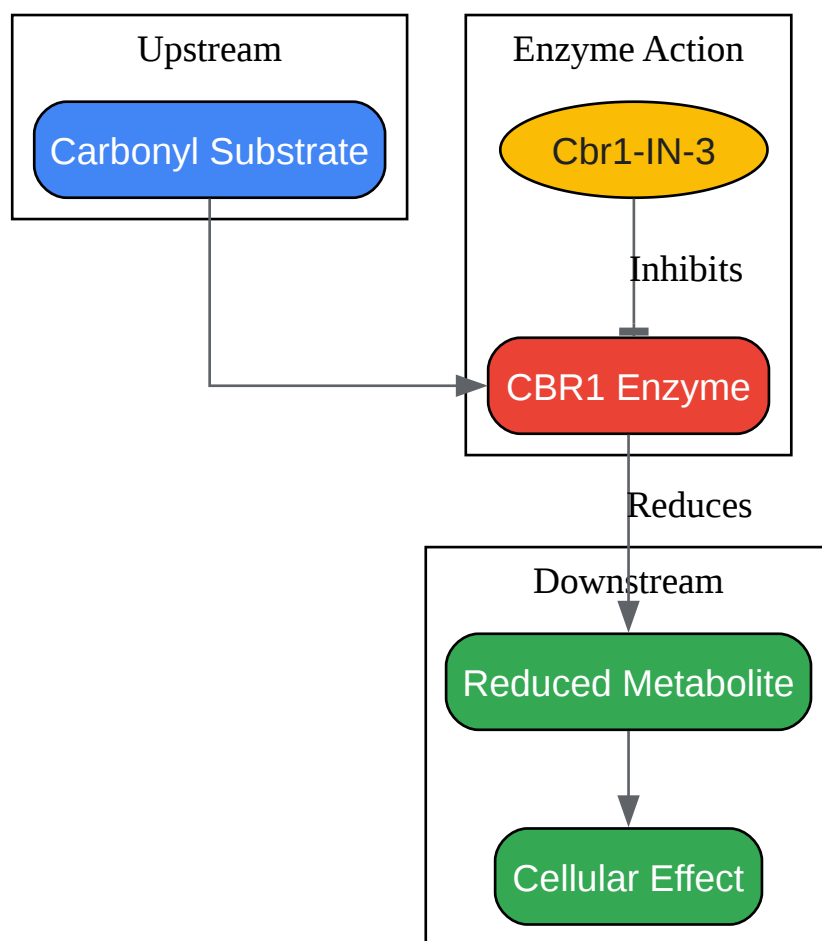 Upstream
Carbonyl Substrate
Enzyme Action
Cbr1-IN-3
Inhibits
CBR1 Enzyme
Reduces
Downstream
Reduced Metabolite
Cellular Effect